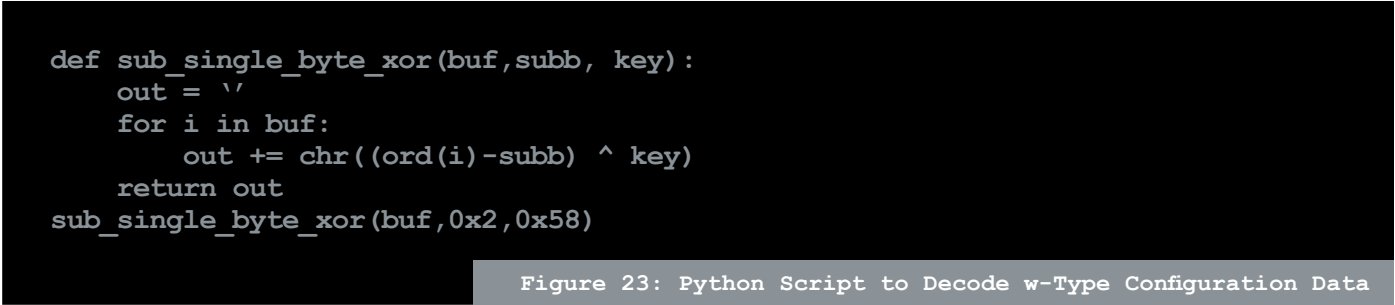 def sub_single_byte_xor(buf,subb, key):
    out = ‘’
    for i in buf:
        out += chr((ord(i)-subb) ^ key)
    return out
sub_single_byte_xor(buf,0x2,0x58)
Figure 23: Python Script to Decode w-Type Configuration Data